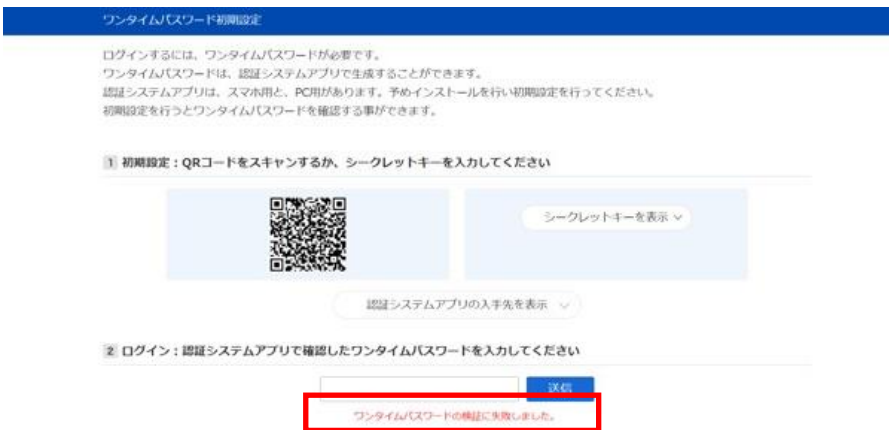 ワンタイムパスワード初期設定
ログインするには、ワンタイムパスワードが必要です。
ワンタイムパスワードは、認証システムアプリで生成することができます。
認証システムアプリは、スマホ用と、PC用があります。予めインストールを行い初期設定を行ってください。
初期設定を行うとワンタイムパスワードを確認する事ができます。
1 初期設定：QRコードをスキャンするか、シークレットキーを入力してください
シークレットキーを表示
認証システムアプリの入手先を表示
2 ログイン：認証システムアプリで確認したワンタイムパスワードを入力してください
送信
ワンタイムパスワードの検証に失敗しました。